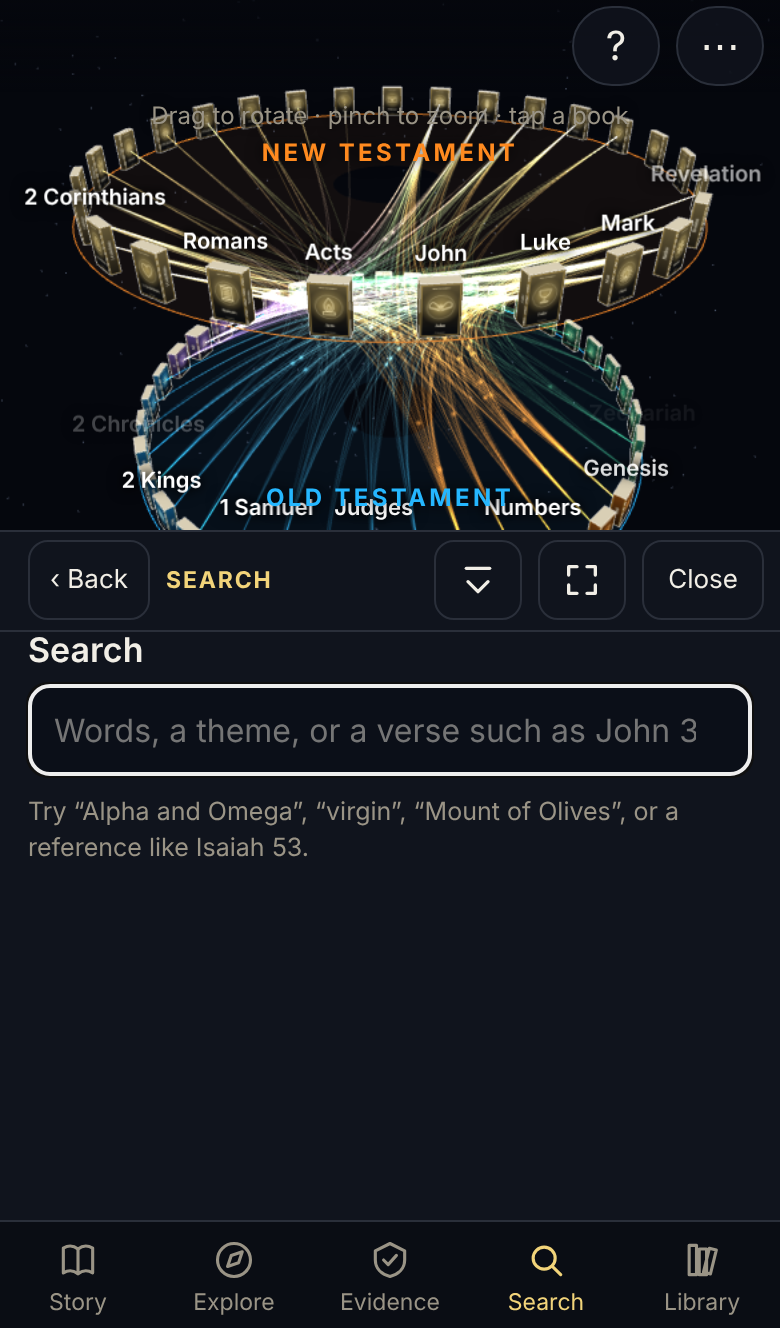 ?
Drag to rotate · pinch to zoom · tap a book
NEW TESTAMENT
Revelation
2 Corinthians
Mark
Romans
Luke
Acts
John
Zechariah
2 Chronicles
Genesis
2 Kings
OLD TESTAMENT
1 Samuel
Judges
Numbers
‹ Back
SEARCH
Close
Search
Words, a theme, or a verse such as John 3
Try “Alpha and Omega”, “virgin”, “Mount of Olives”, or a
reference like Isaiah 53.
Story
Explore
Evidence
Search
Library